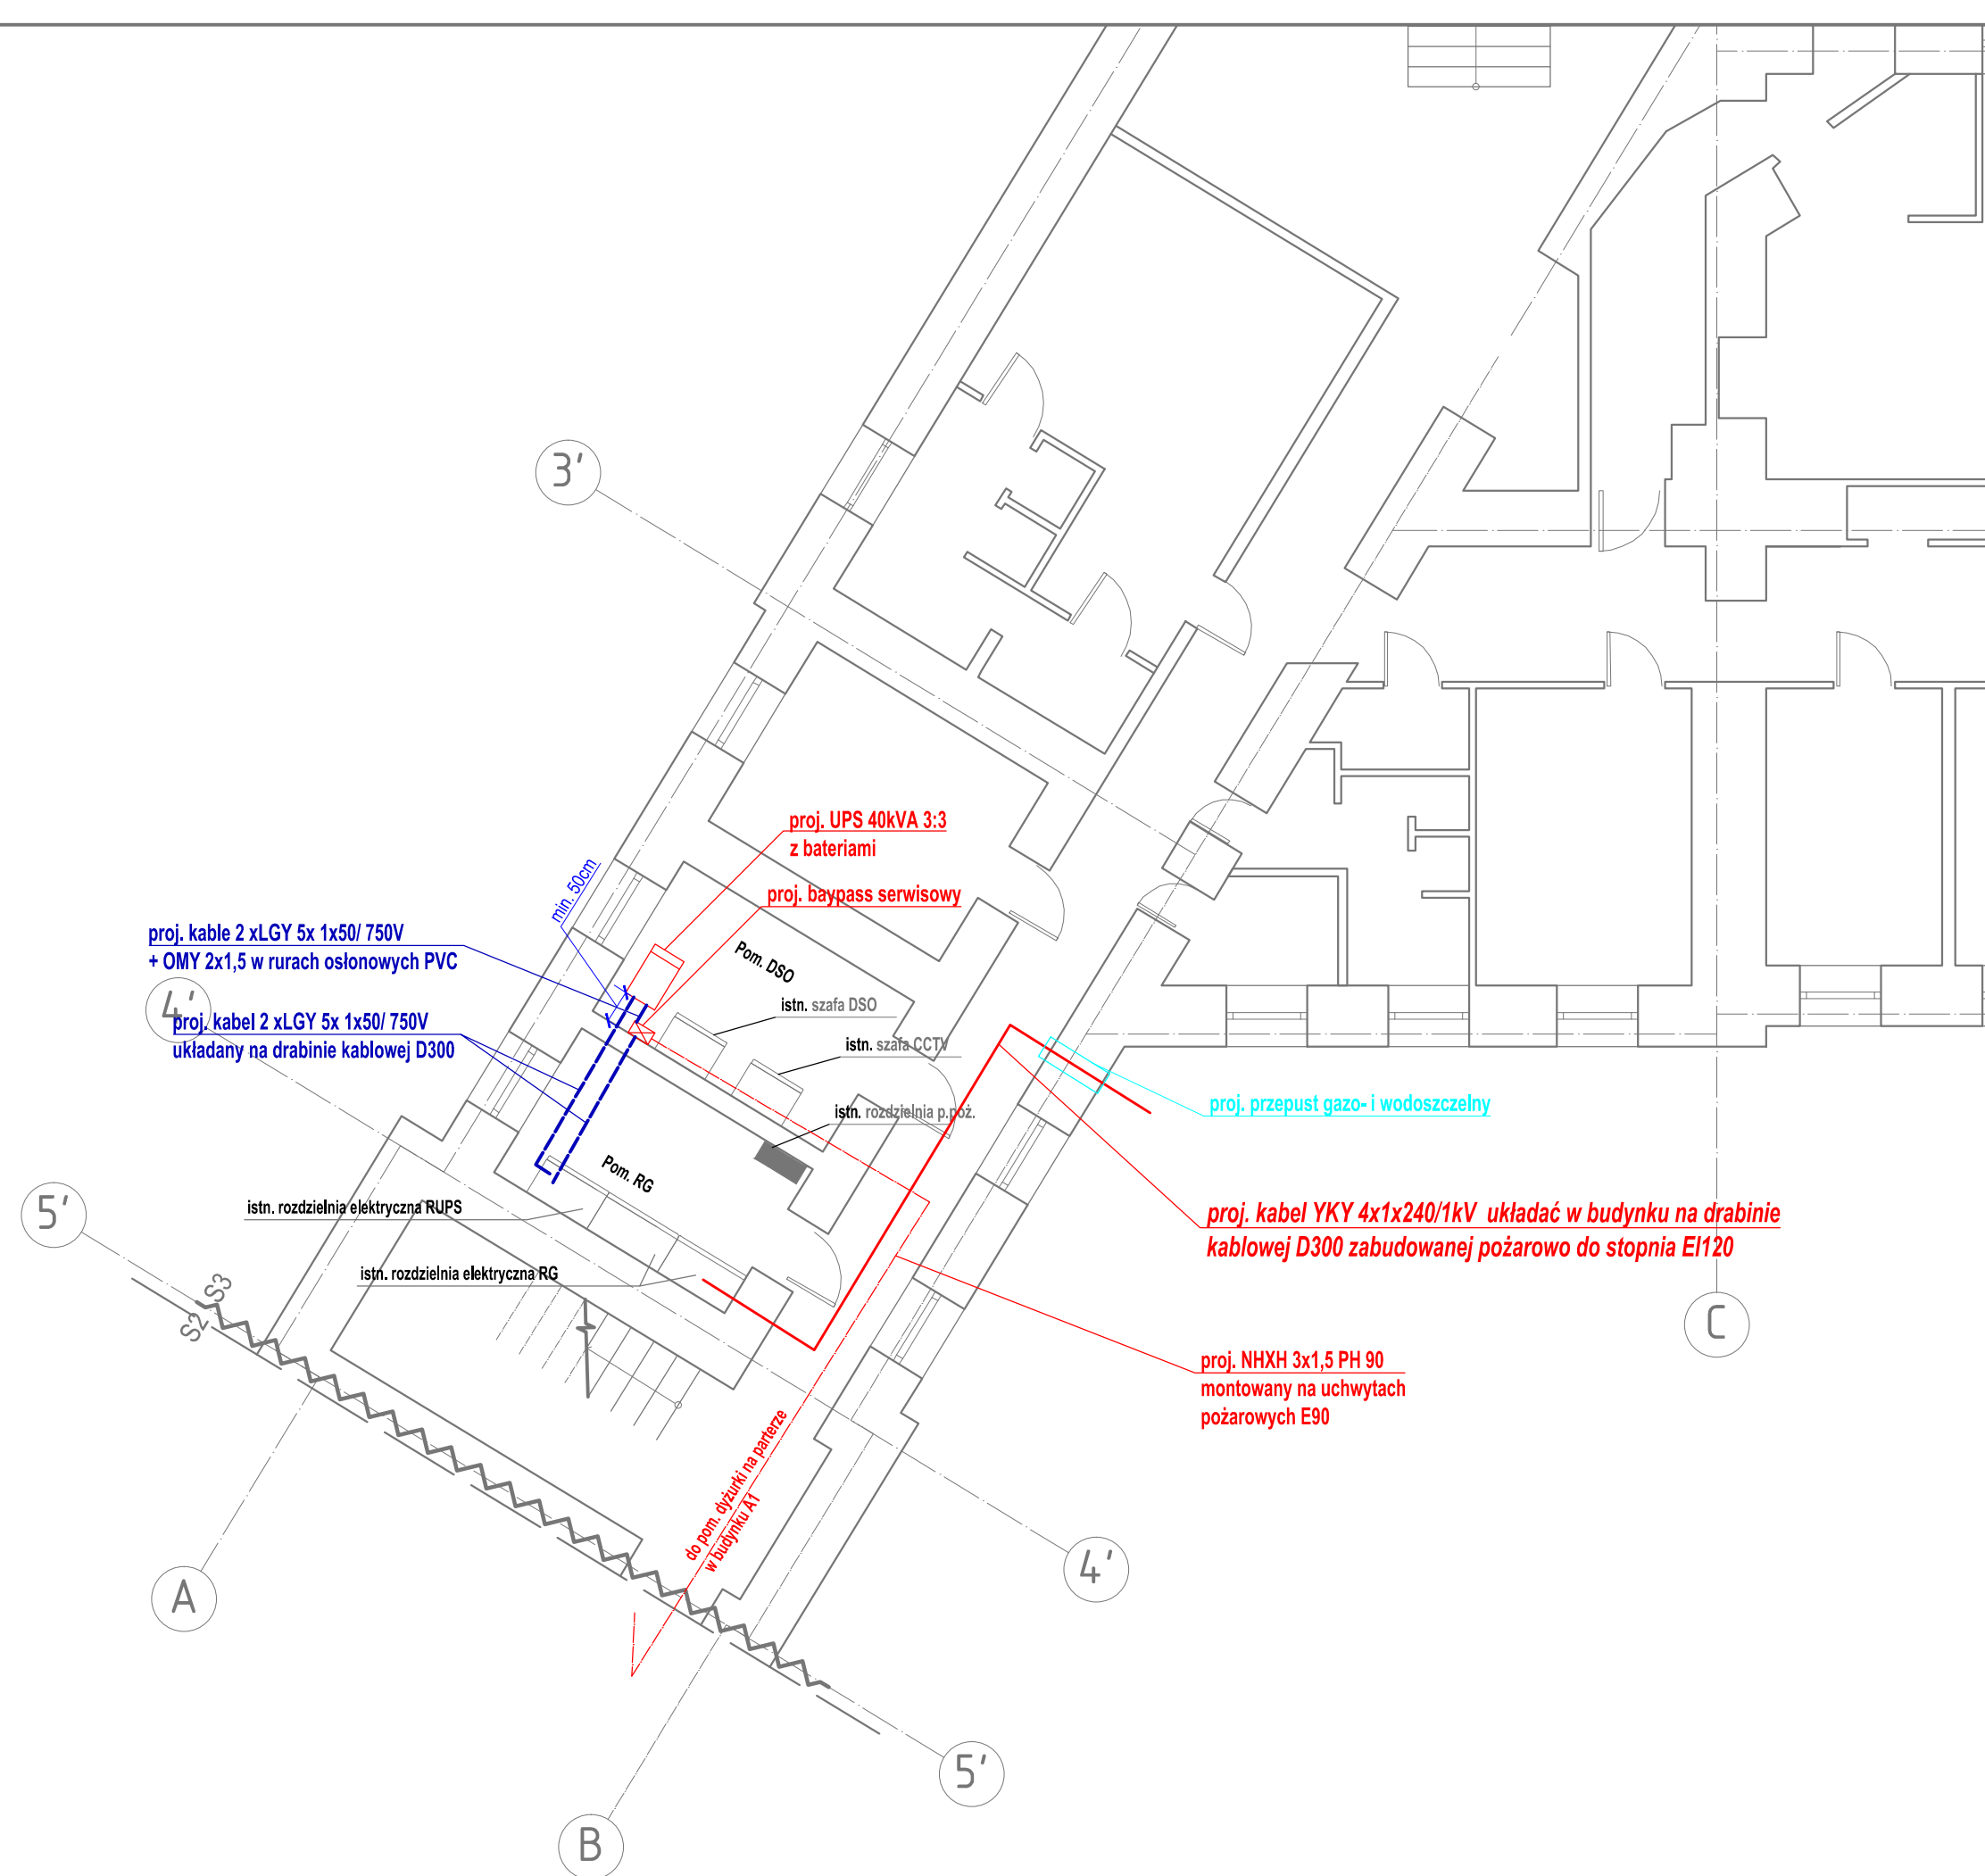 3'
proj. UPS 40kVA 3:3
z bateriami
proj. baypass serwisowy
min. 50cm
proj. kable 2 xLGY 5x 1x50/ 750V
+ OMY 2x1,5 w rurach osłonowych PVC
4'
proj. kabel 2 xLGY 5x 1x50/ 750V
układany na drabinie kablowej D300
Pom. DSO
istn. szafa DSO
istn. szafa CCTV
istn. rozdzielnia p.poż.
proj. przepust gazo- i wodoszczelny
Pom. RG
5'
istn. rozdzielnia elektryczna RUPS
proj. kabel YKY 4x1x240/1kV układać w budynku na drabinie
kablowej D300 zabudowanej pożarowo do stopnia EI120
istn. rozdzielnia elektryczna RG
S3
S2
C
proj. NHXH 3x1,5 PH 90
montowany na uchwytach
pożarowych E90
do pom. dyżurki na parterze
w budynku A1
4'
A
5'
B